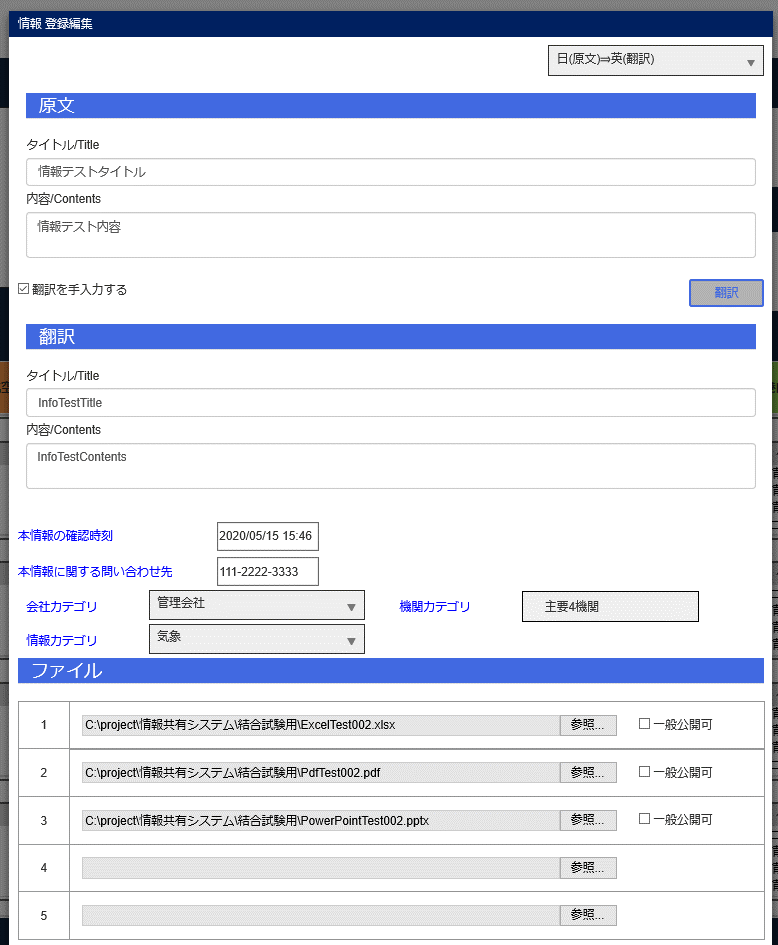 情報 登録編集
日(原文)⇒英(翻訳)
原文
タイトル/Title
情報テストタイトル
内容/Contents
情報テスト内容
翻訳を手入力する
翻訳
翻訳
タイトル/Title
InfoTestTitle
内容/Contents
InfoTestContents
本情報の確認時刻 2020/05/15 15:46
本情報に関する問い合わせ先 111-2222-3333
会社カテゴリ 管理会社 機関カテゴリ 主要4機関
情報カテゴリ 気象
ファイル
1 C:\project\情報共有システム\結合試験用\ExcelTest002.xlsx 参照... 一般公開可
2 C:\project\情報共有システム\結合試験用\PdfTest002.pdf 参照... 一般公開可
3 C:\project\情報共有システム\結合試験用\PowerPointTest002.pptx 参照... 一般公開可
4 参照...
5 参照...